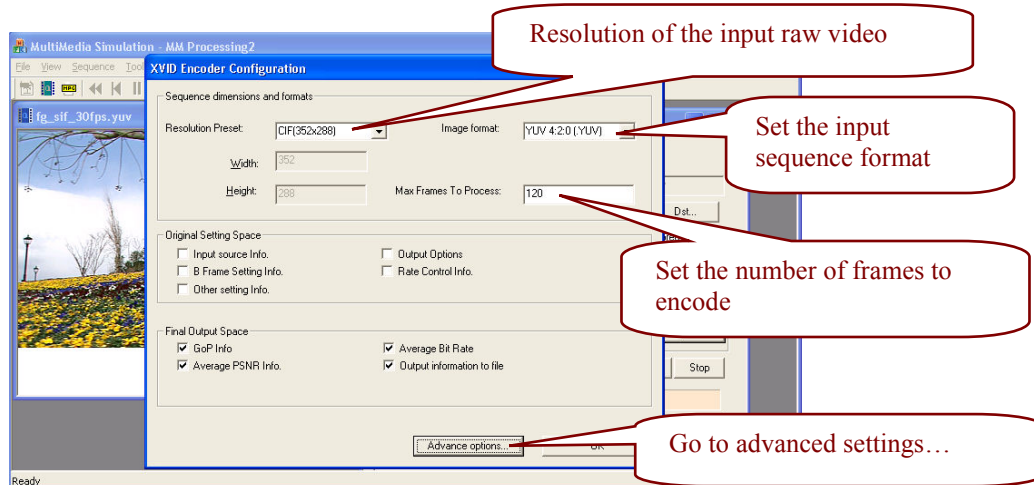 Resolution of the input raw video
MultiMedia Simulation - MM Processing2
File View Sequence
XVID Encoder Configuration
fg_sif_30fps.yuv
Sequence dimensions and formats
Resolution Preset: CIF(352x288) Image format: YUV 4:2:0 (.YUV)
Set the input
sequence format
Width: 352
Height: 288 Max Frames To Process: 120
Dst...
Original Setting Space
Input source Info. Output Options
B Frame Setting Info. Rate Control Info.
Other setting Info.
Set the number of frames to
encode
Final Output Space
GoP Info Average Bit Rate
Average PSNR Info. Output information to file
Stop
Advance options...
Go to advanced settings…
Ready